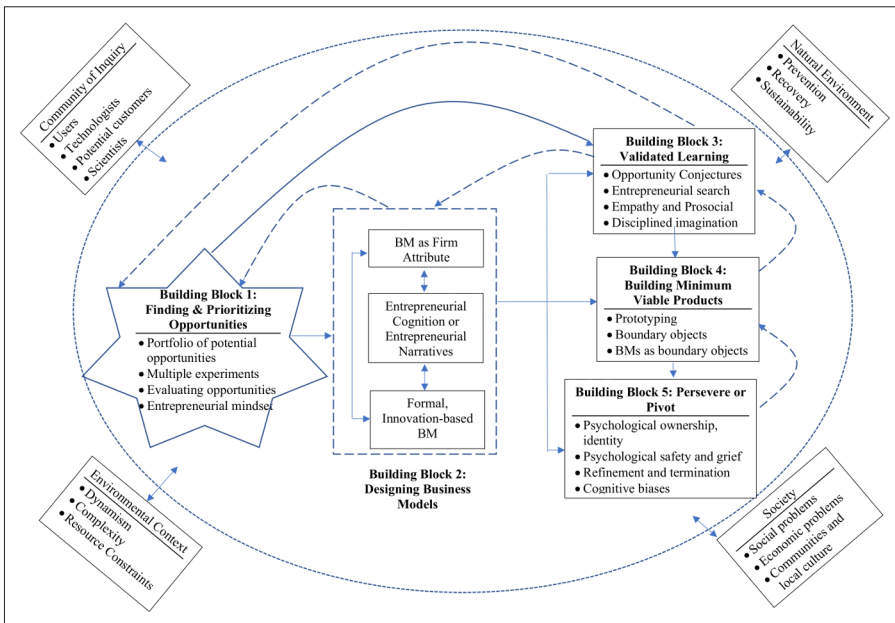 Community of Inquiry
• Users
• Technologists
• Potential customers
• Scientists
Natural Environment
• Prevention
• Recovery
• Sustainability
Building Block 1:
Finding & Prioritizing
Opportunities
• Portfolio of potential
opportunities
• Multiple experiments
• Evaluating opportunities
• Entrepreneurial mindset
BM as Firm
Attribute
Entrepreneurial
Cognition or
Entrepreneurial
Narratives
Formal,
Innovation-based
BM
Building Block 2:
Designing Business
Models
Building Block 3:
Validated Learning
• Opportunity Conjectures
• Entrepreneurial search
• Empathy and Prosocial
• Disciplined imagination
Building Block 4:
Building Minimum
Viable Products
• Prototyping
• Boundary objects
• BMs as boundary objects
Building Block 5: Persevere or
Pivot
• Psychological ownership,
identity
• Psychological safety and grief
• Refinement and termination
• Cognitive biases
Environmental Context
• Dynamism
• Complexity
• Resource Constraints
Society
• Social problems
• Economic problems
• Communities and
local culture